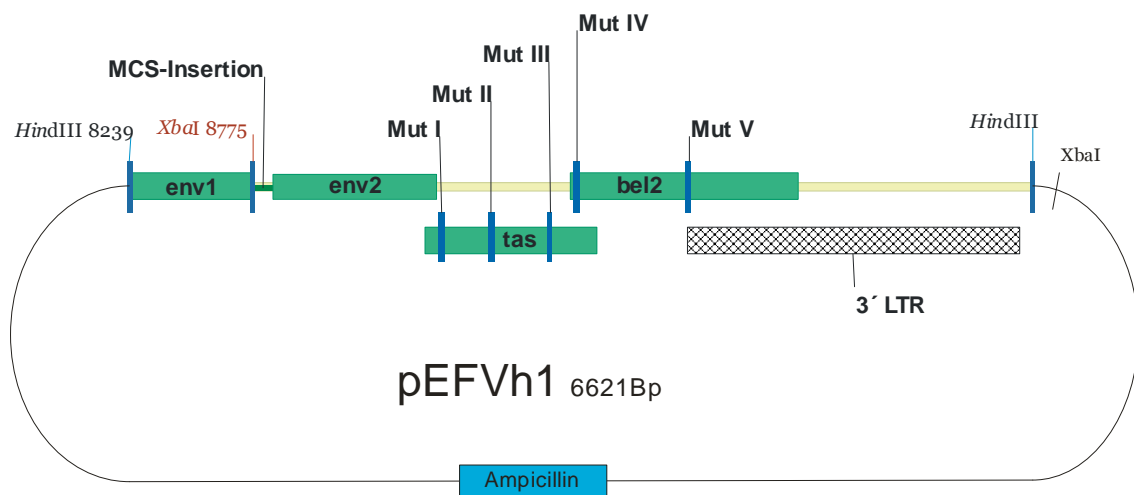 Mut IV
Mut III
MCS-Insertion
Mut II
HindIII 8239
XbaI 8775
Mut I
Mut V
HindIII
XbaI
env1
env2
bel2
tas
3´ LTR
pEFVh1 6621Bp
Ampicillin